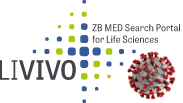 ZB MED Search Portal
for Life Sciences
LIVIVO